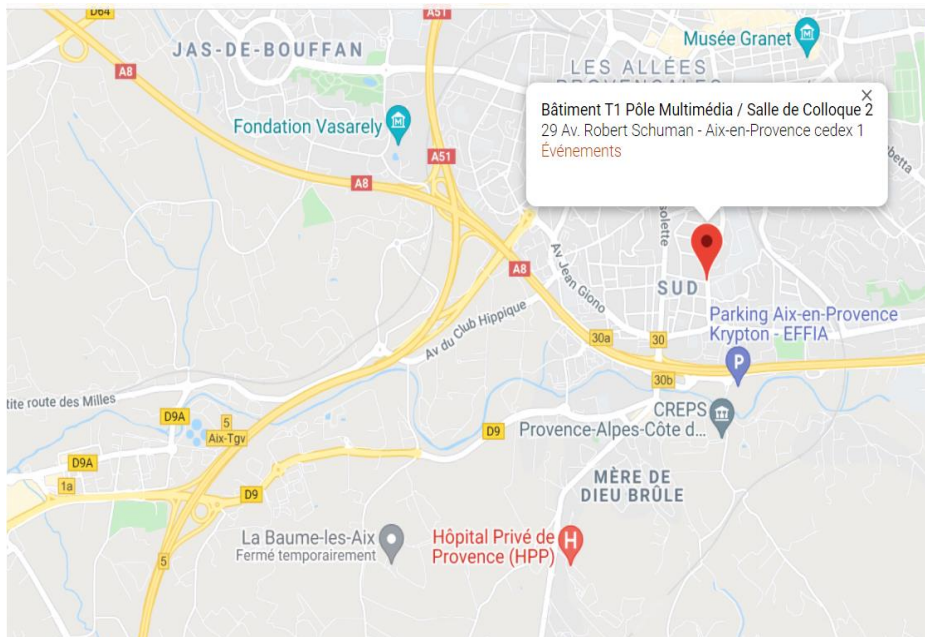 D64
A51
Musée Granet
JAS-DE-BOUFFAN
LES ALLÉES
PROVENÇALES
A8
Bâtiment T1 Pôle Multimédia / Salle de Colloque 2
29 Av. Robert Schuman - Aix-en-Provence cedex 1
Événements
Fondation Vasarely
A51
A8
Av Jean Giono
A8
SUD
Parking Aix-en-Provence
Krypton - EFFIA
Av du Club Hippique
30a
30
P
30b
route des Milles
D9A
5
Aix-Tgv
D9
CREPS
Provence-Alpes-Côte d...
D9A
1a
D9
MÈRE DE
DIEU BRÛLE
La Baume-les-Aix
Fermé temporairement
Hôpital Privé de
Provence (HPP)
H
5